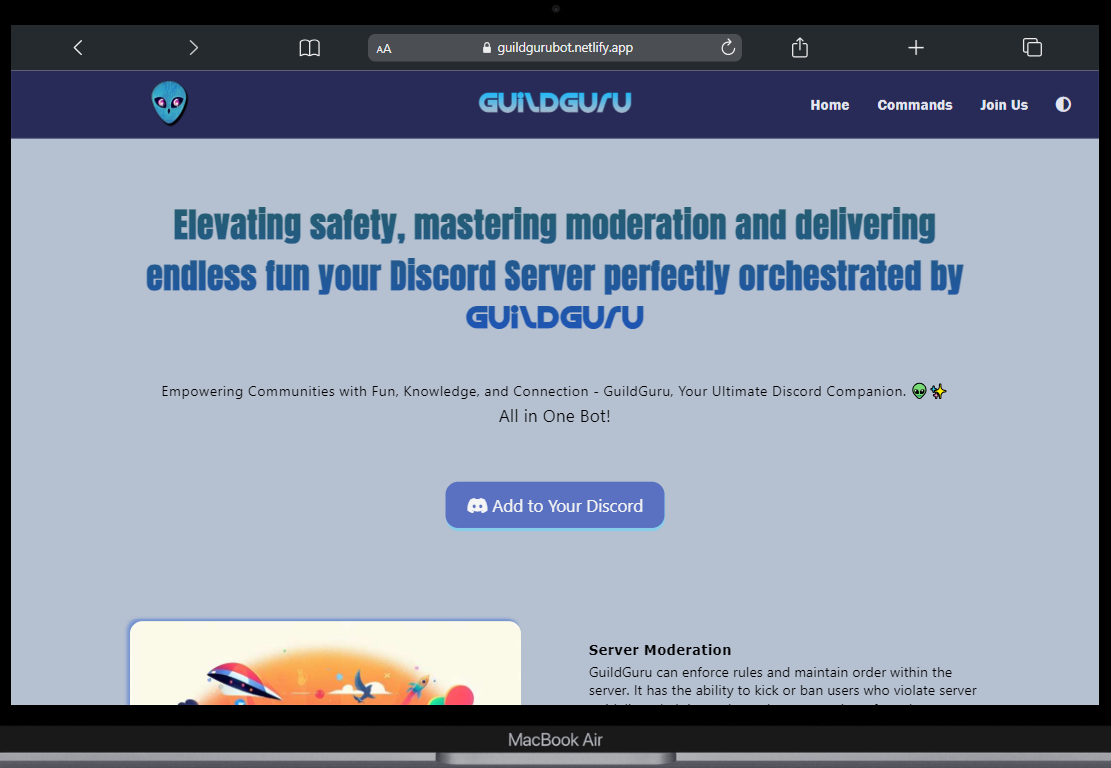 AA
guildgurubot.netlify.app
GUILDGURU
Home
Commands
Join Us
Elevating safety, mastering moderation and delivering
endless fun your Discord Server perfectly orchestrated by
GUILDGURU
Empowering Communities with Fun, Knowledge, and Connection - GuildGuru, Your Ultimate Discord Companion. 👽✨
All in One Bot!
Add to Your Discord
Server Moderation
GuildGuru can enforce rules and maintain order within the
server. It has the ability to kick or ban users who violate server
MacBook Air